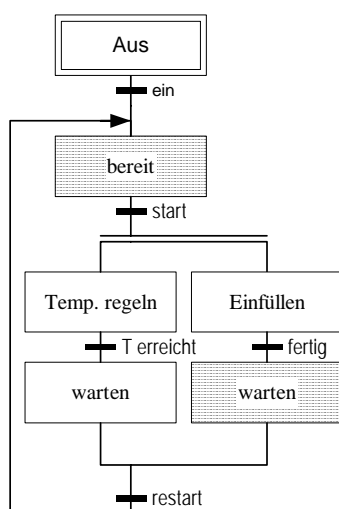 Aus
ein
bereit
start
Temp. regeln
Einfüllen
T erreicht
fertig
warten
warten
restart